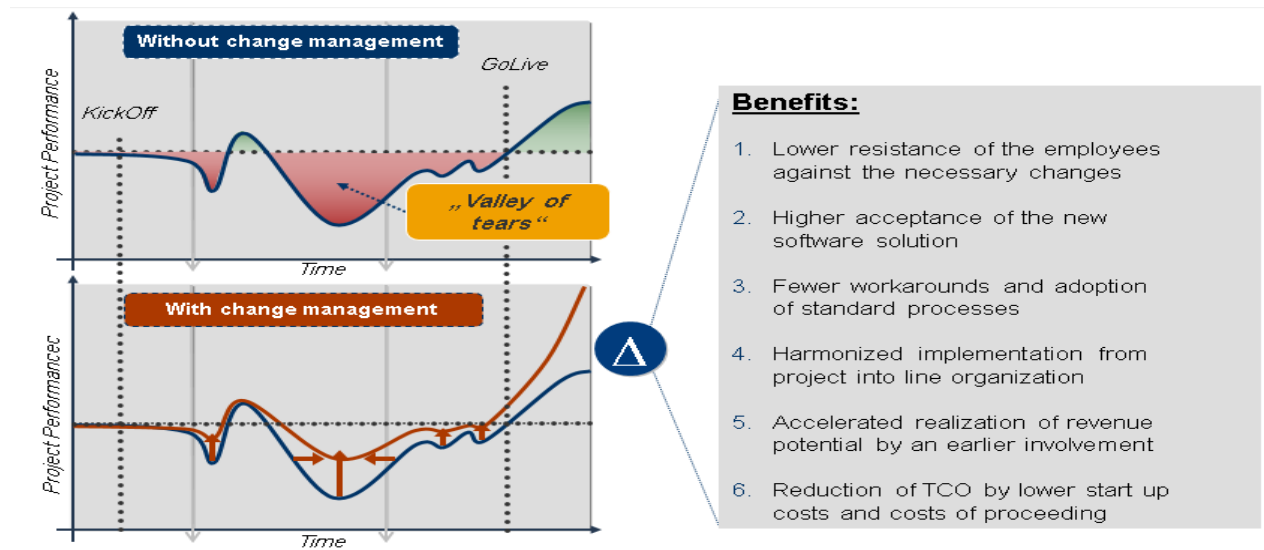 Without change management
GoLive
KickOff
Project Performance
„Valley of
tears“
Time
With change management
Project Performancec
Time
Δ
Benefits:
1. Lower resistance of the employees
against the necessary changes
2. Higher acceptance of the new
software solution
3. Fewer workarounds and adoption
of standard processes
4. Harmonized implementation from
project into line organization
5. Accelerated realization of revenue
potential by an earlier involvement
6. Reduction of TCO by lower start up
costs and costs of proceeding